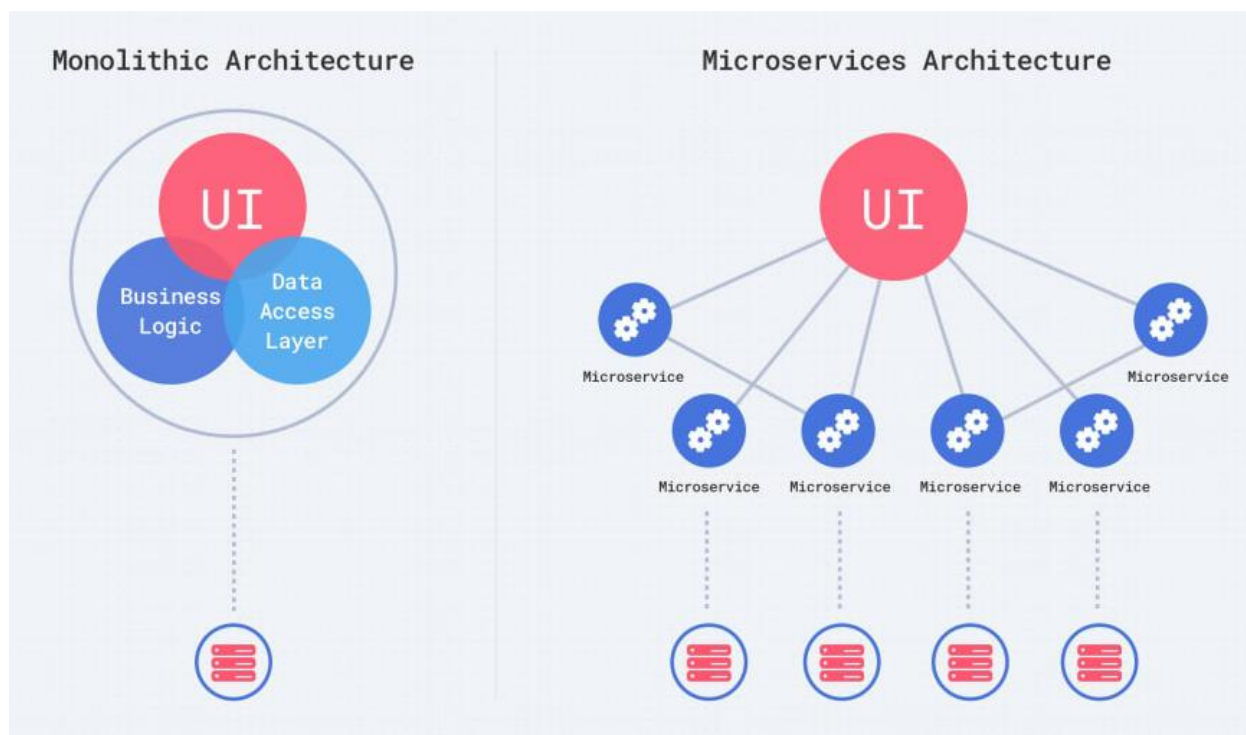 Monolithic Architecture
UI
Business
Logic
Data
Access
Layer
Microservices Architecture
UI
Microservice
Microservice
Microservice
Microservice
Microservice
Microservice